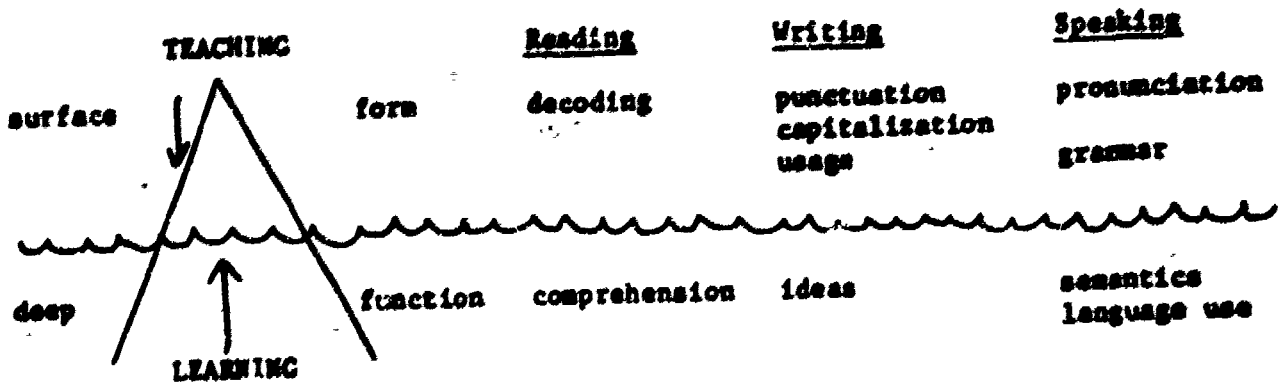 TEACHING Reading Writing Speaking
surface form decoding punctuation pronunciation
capitalization
usage grammar
deep function comprehension ideas semantics
language use
LEARNING